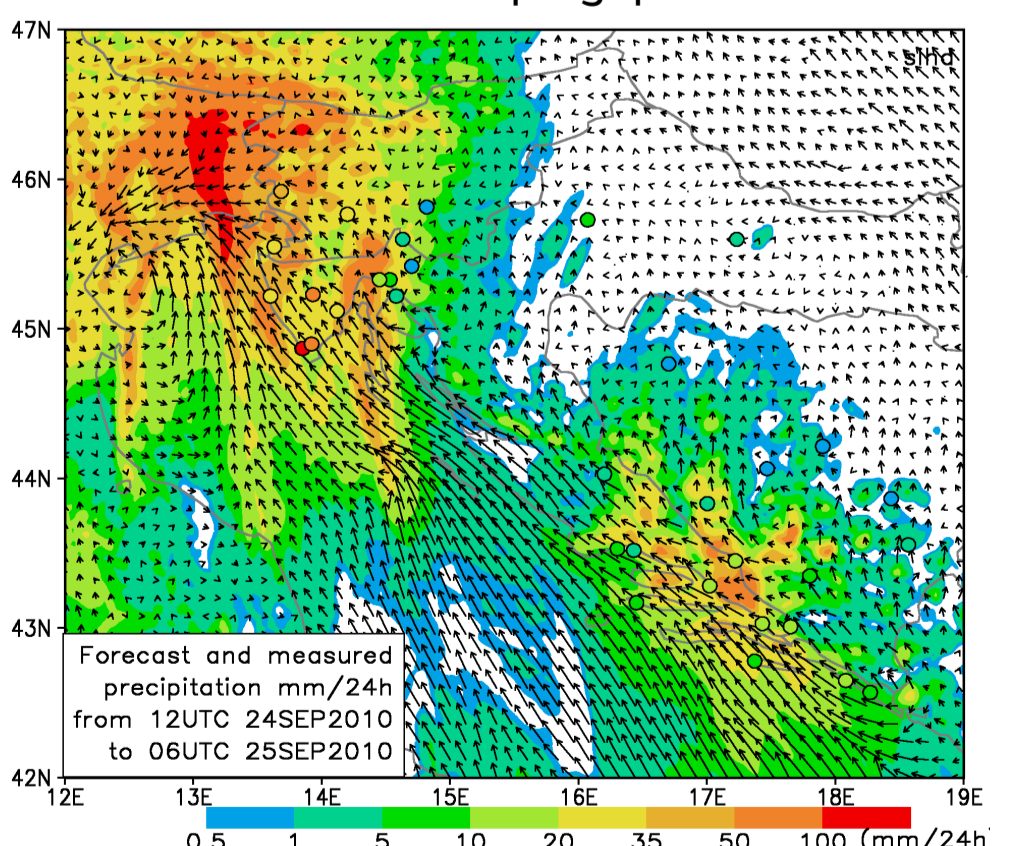 47N
slhd
46N
45N
44N
43N
Forecast and measured
precipitation mm/24h
from 12UTC 24SEP2010
to 06UTC 25SEP2010
42N
12E 13E 14E 15E 16E 17E 18E 19E
0.5 1 5 10 20 35 50 100 (mm/24h)